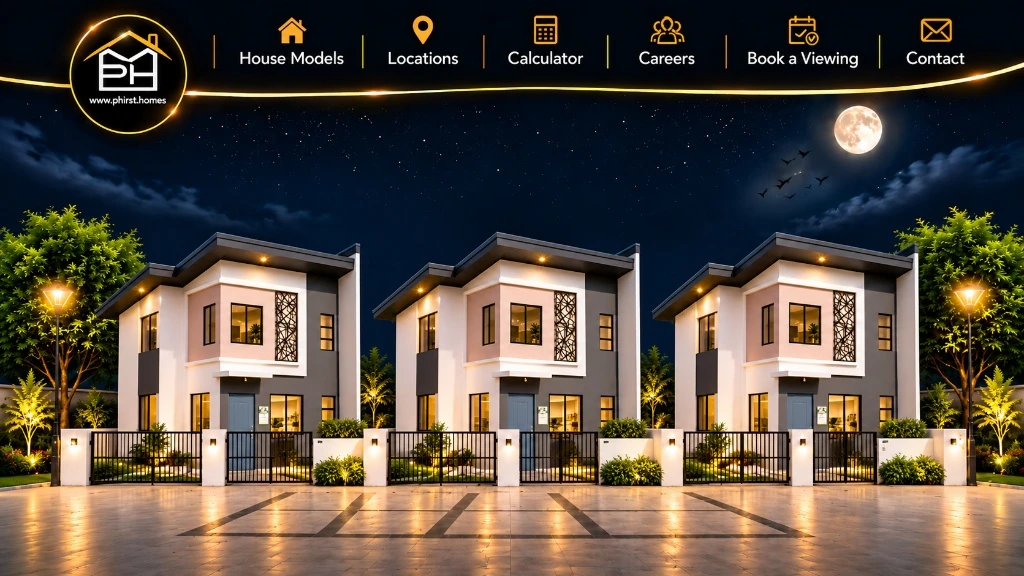 PH
www.phirst.homes
House Models
Locations
Calculator
Careers
Book a Viewing
Contact